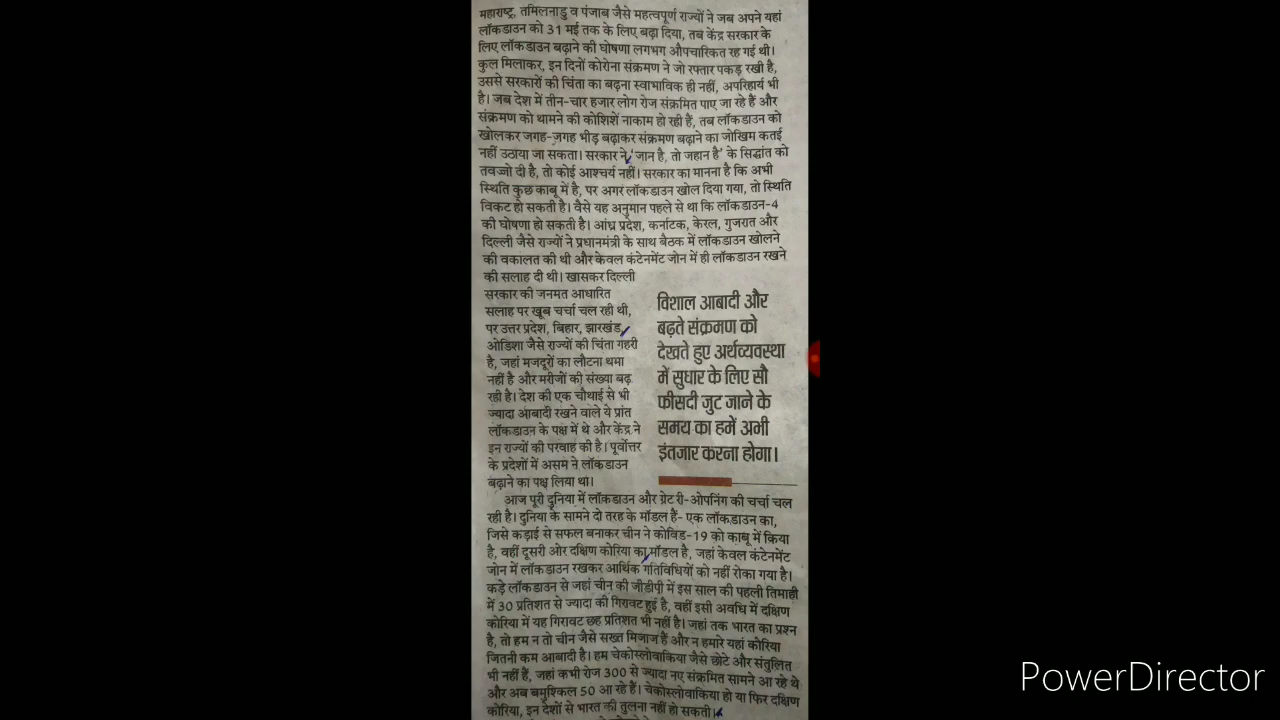 महाराष्ट्र, तमिलनाडु व पंजाब जैसे महत्वपूर्ण राज्यों ने जब अपने यहां
लॉकडाउन को 31 मई तक के लिए बढ़ा दिया, तब केंद्र सरकार के
लिए लॉकडाउन बढ़ाने की घोषणा लगभग औपचारिकत रह गई थी।
कुल मिलाकर, इन दिनों कोरोना संक्रमण ने जो रफ्तार पकड़ रखी है,
उससे सरकारों की चिंता का बढ़ना स्वाभाविक ही नहीं, अपरिहार्य भी
है। जब देश में तीन-चार हजार लोग रोज संक्रमित पाए जा रहे हैं और
संक्रमण को थामने की कोशिशें नाकाम हो रही हैं, तब लॉकडाउन को
खोलकर जगह-जगह भीड़ बढ़ाकर संक्रमण बढ़ाने का जोखिम कतई
नहीं उठाया जा सकता। सरकार ने 'जान है, तो जहान है' के सिद्धांत को
तवज्जो दी है, तो कोई आश्चर्य नहीं। सरकार का मानना है कि अभी
स्थिति कुछ काबू में है, पर अगर लॉकडाउन खोल दिया गया, तो स्थिति
विकट हो सकती है। वैसे यह अनुमान पहले से था कि लॉकडाउन-4
की घोषणा हो सकती है। आंध्र प्रदेश, कर्नाटक, केरल, गुजरात और
दिल्ली जैसे राज्यों ने प्रधानमंत्री के साथ बैठक में लॉकडाउन खोलने
की वकालत की थी और केवल कंटेनमेंट जोन में ही लॉकडाउन रखने
की सलाह दी थी। खासकर दिल्ली
सरकार की जनमत आधारित
सलाह पर खूब चर्चा चल रही थी,
पर उत्तर प्रदेश, बिहार, झारखंड,
ओडिशा जैसे राज्यों की चिंता गहरी
है, जहां मजदूरों का लौटना थमा
नहीं है और मरीजों की संख्या बढ़
रही है। देश की एक चौथाई से भी
ज्यादा आबादी रखने वाले ये प्रांत
लॉकडाउन के पक्ष में थे और केंद्र ने
इन राज्यों की परवाह की है। पूर्वोत्तर
के प्रदेशों में असम ने लॉकडाउन
बढ़ाने का पक्ष लिया था।
विशाल आबादी और
बढ़ते संक्रमण को
देखते हुए अर्थव्यवस्था
में सुधार के लिए सौ
फीसदी जुट जाने के
समय का हमें अभी
इंतजार करना होगा।
आज पूरी दुनिया में लॉकडाउन और ग्रेट री-ओपनिंग की चर्चा चल
रही है। दुनिया के सामने दो तरह के मॉडल हैं- एक लॉकडाउन का,
जिसे कड़ाई से सफल बनाकर चीन ने कोविड-19 को काबू में किया
है, वहीं दूसरी ओर दक्षिण कोरिया का मॉडल है, जहां केवल कंटेनमेंट
जोन में लॉकडाउन रखकर आर्थिक गतिविधियों को नहीं रोका गया है।
कड़े लॉकडाउन से जहां चीन की जीडीपी में इस साल की पहली तिमाही
में 30 प्रतिशत से ज्यादा की गिरावट हुई है, वहीं इसी अवधि में दक्षिण
कोरिया में यह गिरावट छह प्रतिशत भी नहीं है। जहां तक भारत का प्रश्न
है, तो हम न तो चीन जैसे सख्त मिजाज हैं और न हमारे यहां कोरिया
जितनी कम आबादी है। हम चेकोस्लोवाकिया जैसे छोटे और संतुलित
भी नहीं हैं, जहां कभी रोज 300 से ज्यादा नए संक्रमित सामने आ रहे थे
और अब बमुश्किल 50 आ रहे हैं। चेकोस्लोवाकिया हो या फिर दक्षिण
कोरिया, इन देशों से भारत की तुलना नहीं हो सकती।
PowerDirector